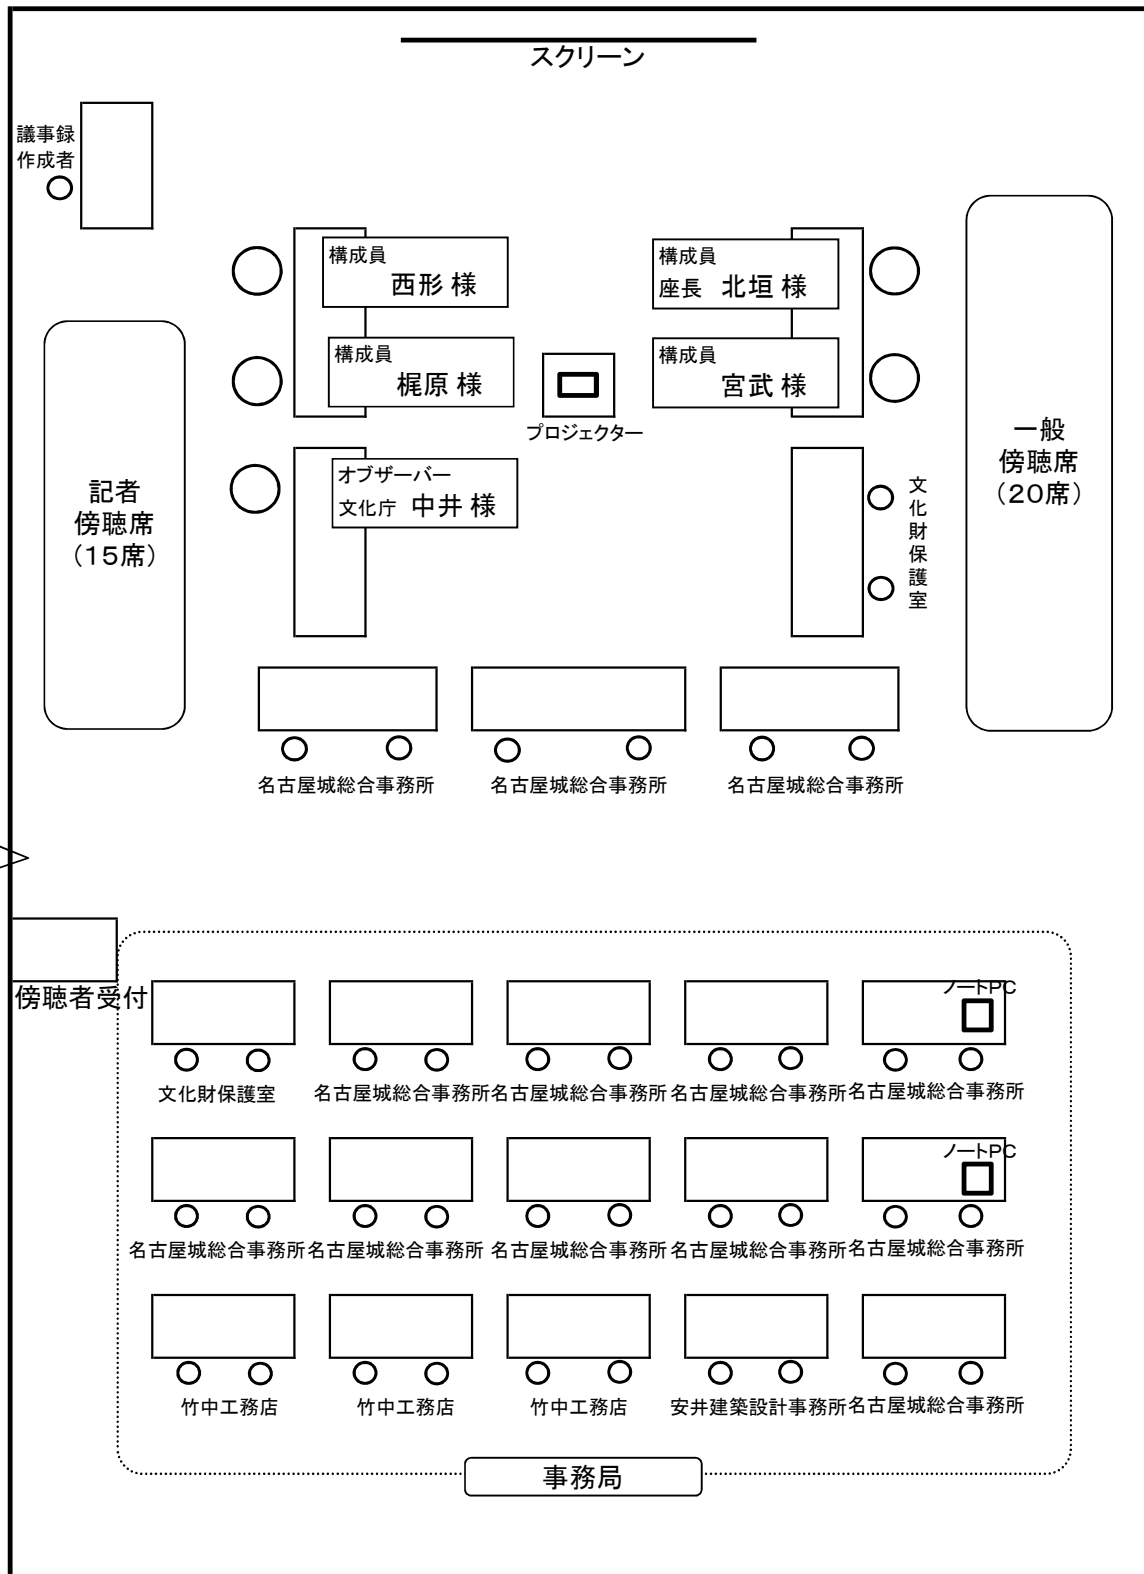 スクリーン
議事録
作成者
構成員
西形 様
構成員
座長 北垣 様
構成員
梶原 様
構成員
宮武 様
プロジェクター
オブザーバー
文化庁 中井 様
文化財保護室
記者
傍聴席
（15席）
一般
傍聴席
（20席）
名古屋城総合事務所
名古屋城総合事務所
名古屋城総合事務所
傍聴者受付
ノートPC
文化財保護室
名古屋城総合事務所
名古屋城総合事務所
名古屋城総合事務所
名古屋城総合事務所
ノートPC
名古屋城総合事務所
名古屋城総合事務所
名古屋城総合事務所
名古屋城総合事務所
名古屋城総合事務所
竹中工務店
竹中工務店
竹中工務店
安井建築設計事務所
名古屋城総合事務所
事務局